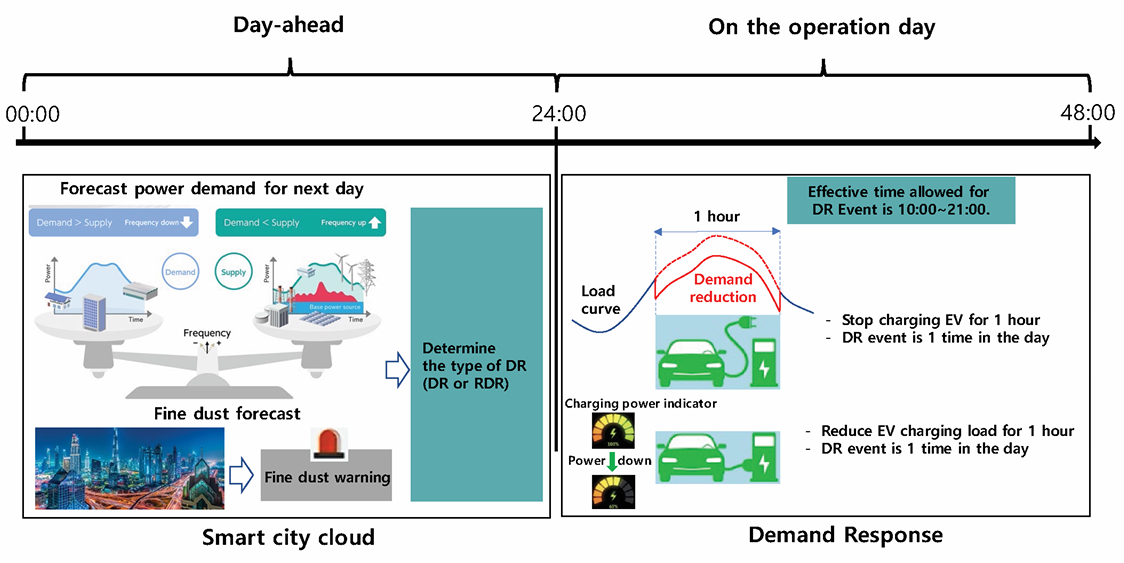 Day-ahead
On the operation day
00:00
24:00
48:00
Forecast power demand for next day
Demand > Supply Frequency down
Demand < Supply Frequency up
Power
Demand
Supply
Power
Base power source
Time
Time
Frequency
- +
Determine
the type of DR
(DR or RDR)
Fine dust forecast
Fine dust warning
Smart city cloud
Effective time allowed for
DR Event is 10:00~21:00.
1 hour
Demand
reduction
Load
curve
- Stop charging EV for 1 hour
- DR event is 1 time in the day
Charging power indicator
100%
Power down
60%
- Reduce EV charging load for 1 hour
- DR event is 1 time in the day
Demand Response